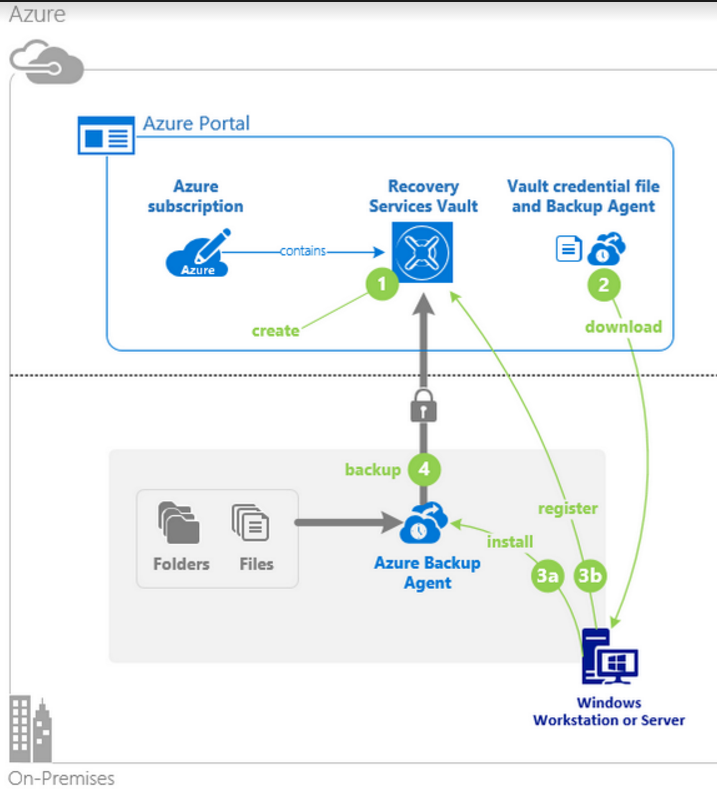 Azure
Azure Portal
Azure
subscription
Recovery
Services Vault
Vault credential file
and Backup Agent
Azure
contains
1
2
create
download
backup
4
register
install
Folders
Files
Azure Backup
Agent
3a
3b
Windows
Workstation or Server
On-Premises